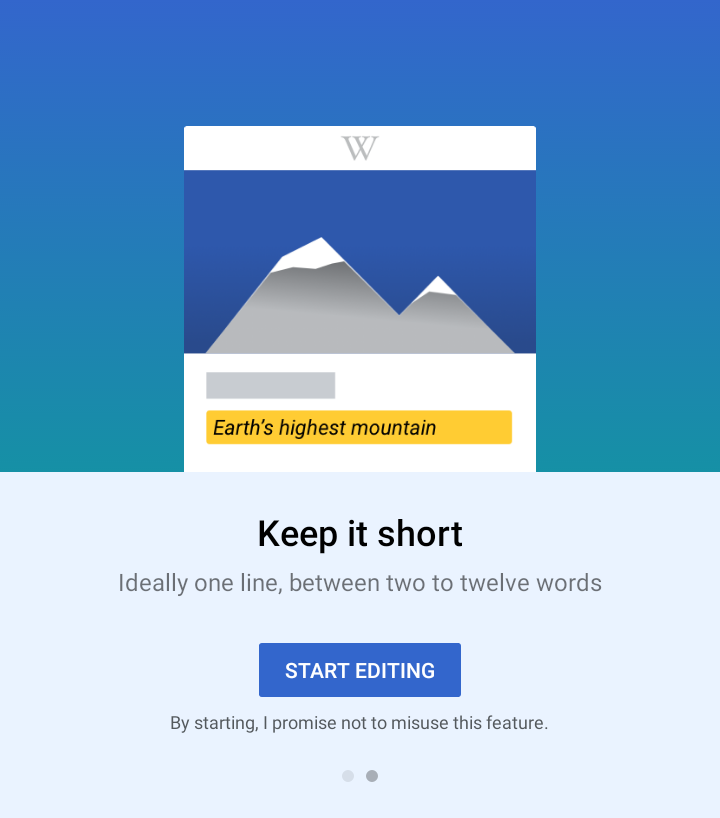 W
Earth's highest mountain
Keep it short
Ideally one line, between two to twelve words
START EDITING
By starting, I promise not to misuse this feature.